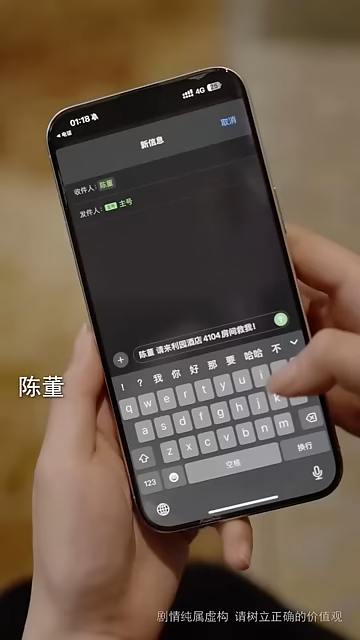 01:18
4G
25
◀电话
新信息
取消
收件人：陈董
发件人：主号
陈董 请来利园酒店4104房间救我！
！ ？ 我 你 好 那 要 哈哈 不
q w e r t y u i
a s d f g h j k
z x c v b n m
123
空格
换行
陈董
剧情纯属虚构 请树立正确的价值观